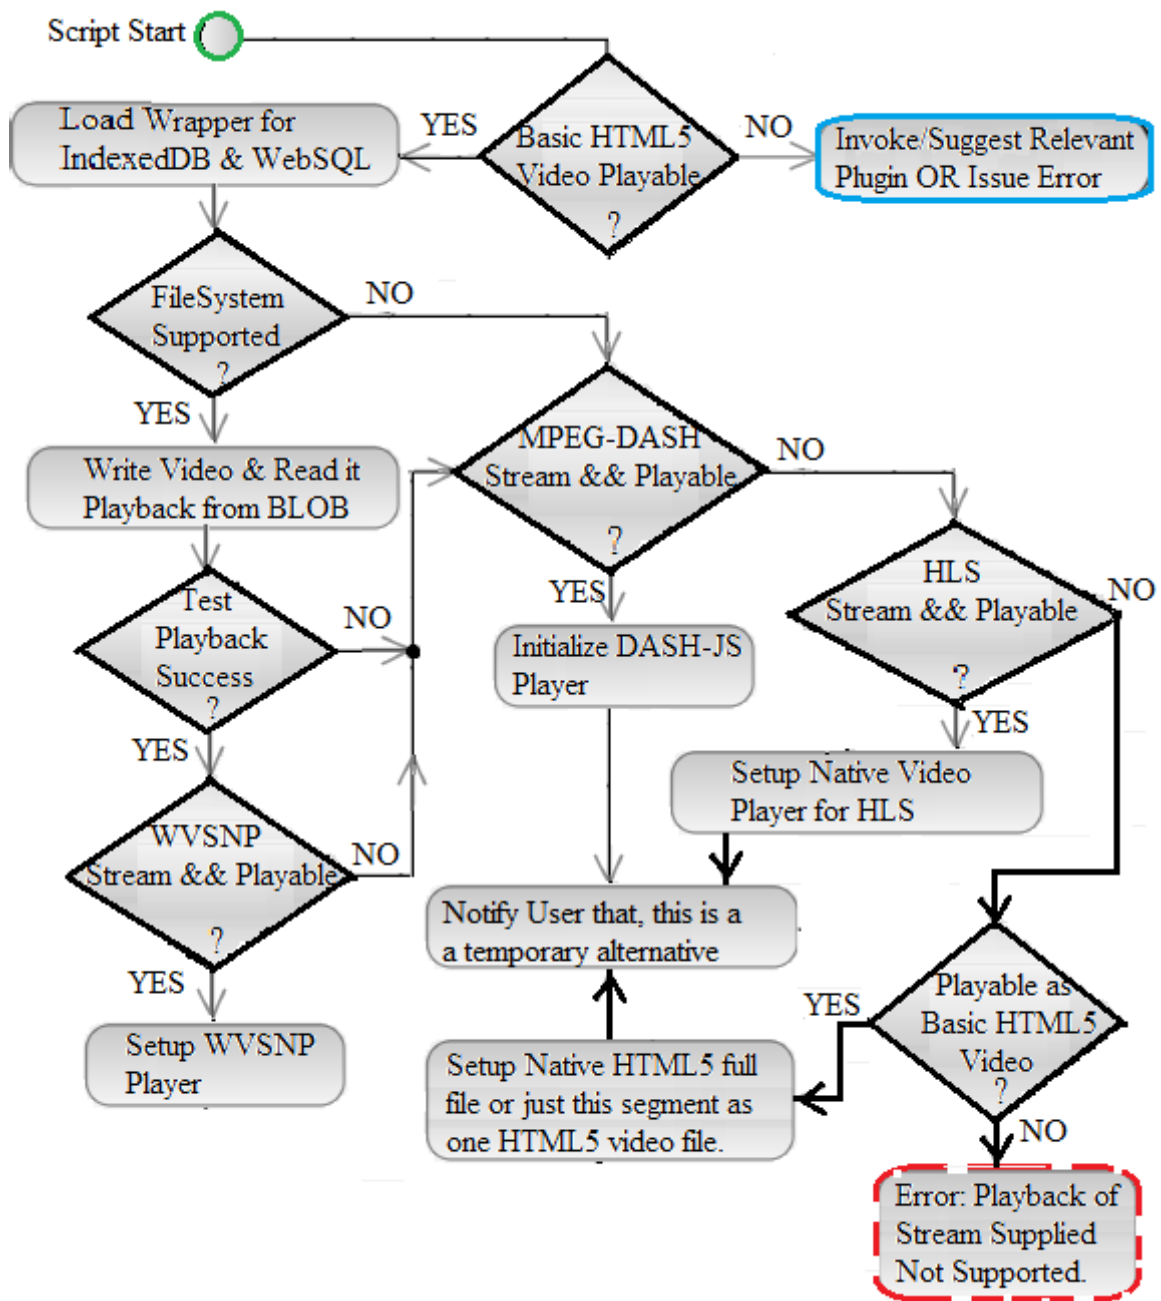 Script Start
Load Wrapper for
IndexedDB & WebSQL
YES
Basic HTML5
Video Playable
?
NO
Invoke/Suggest Relevant
Plugin OR Issue Error
FileSystem
Supported
?
NO
YES
Write Video & Read it
Playback from BLOB
MPEG-DASH
Stream && Playable
?
NO
YES
Test
Playback
Success
?
NO
YES
Initialize DASH-JS
Player
HLS
Stream && Playable
?
NO
YES
Setup Native Video
Player for HLS
WVSNP
Stream && Playable
?
NO
YES
Setup WVSNP
Player
Notify User that, this is a
a temporary alternative
Playable as
Basic HTML5
Video
?
YES
Setup Native HTML5 full
file or just this segment as
one HTML5 video file.
NO
Error: Playback of
Stream Supplied
Not Supported.